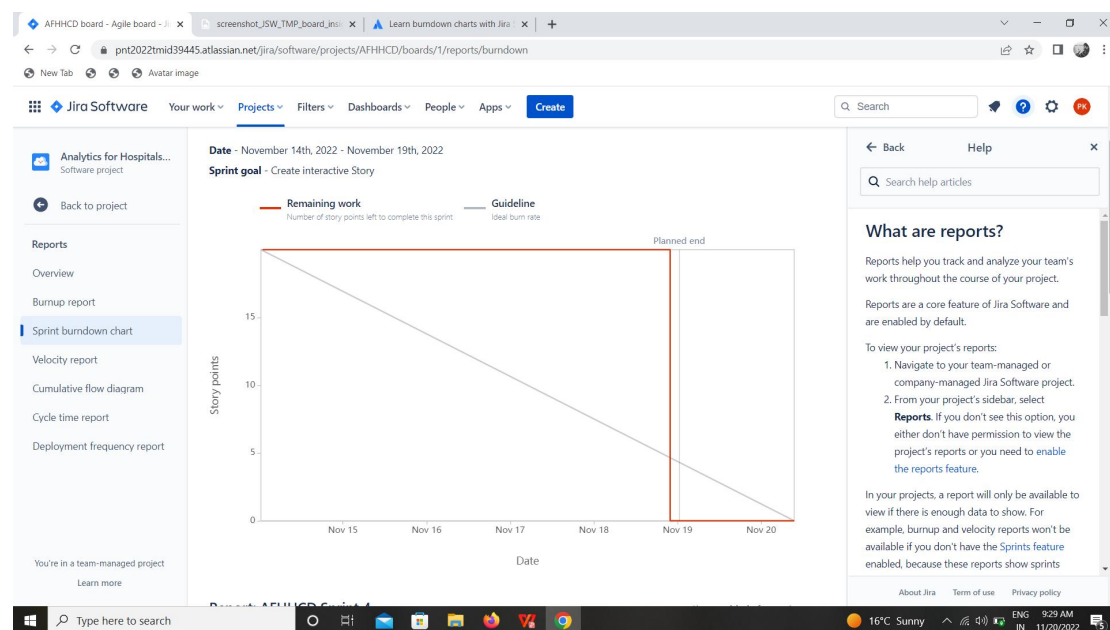 AFHHCD board - Agile board - Ji
screenshot_JSW_TMP_board_insi
Learn burndown charts with Jira S
pnt2022tmid39445.atlassian.net/jira/software/projects/AFHHCD/boards/1/reports/burndown
New Tab
Avatar image
Jira Software
Your work
Projects
Filters
Dashboards
People
Apps
Create
Search
PK
Analytics for Hospitals...
Software project
Back to project
Reports
Overview
Burnup report
Sprint burndown chart
Velocity report
Cumulative flow diagram
Cycle time report
Deployment frequency report
You're in a team-managed project
Learn more
Date - November 14th, 2022 - November 19th, 2022
Sprint goal - Create interactive Story
Remaining work
Number of story points left to complete this sprint
Guideline
Ideal burn rate
Planned end
Story points
15
10
5
0
Nov 15
Nov 16
Nov 17
Nov 18
Nov 19
Nov 20
Date
Back
Help
Search help articles
What are reports?
Reports help you track and analyze your team's
work throughout the course of your project.
Reports are a core feature of Jira Software and
are enabled by default.
To view your project's reports:
1. Navigate to your team-managed or
company-managed Jira Software project.
2. From your project's sidebar, select
Reports. If you don't see this option, you
either don't have permission to view the
project's reports or you need to enable
the reports feature.
In your projects, a report will only be available to
view if there is enough data to show. For
example, burnup and velocity reports won't be
available if you don't have the Sprints feature
enabled, because these reports show sprints
About Jira
Term of use
Privacy policy
Type here to search
16°C Sunny
ENG
IN
9:29 AM
11/20/2022
5